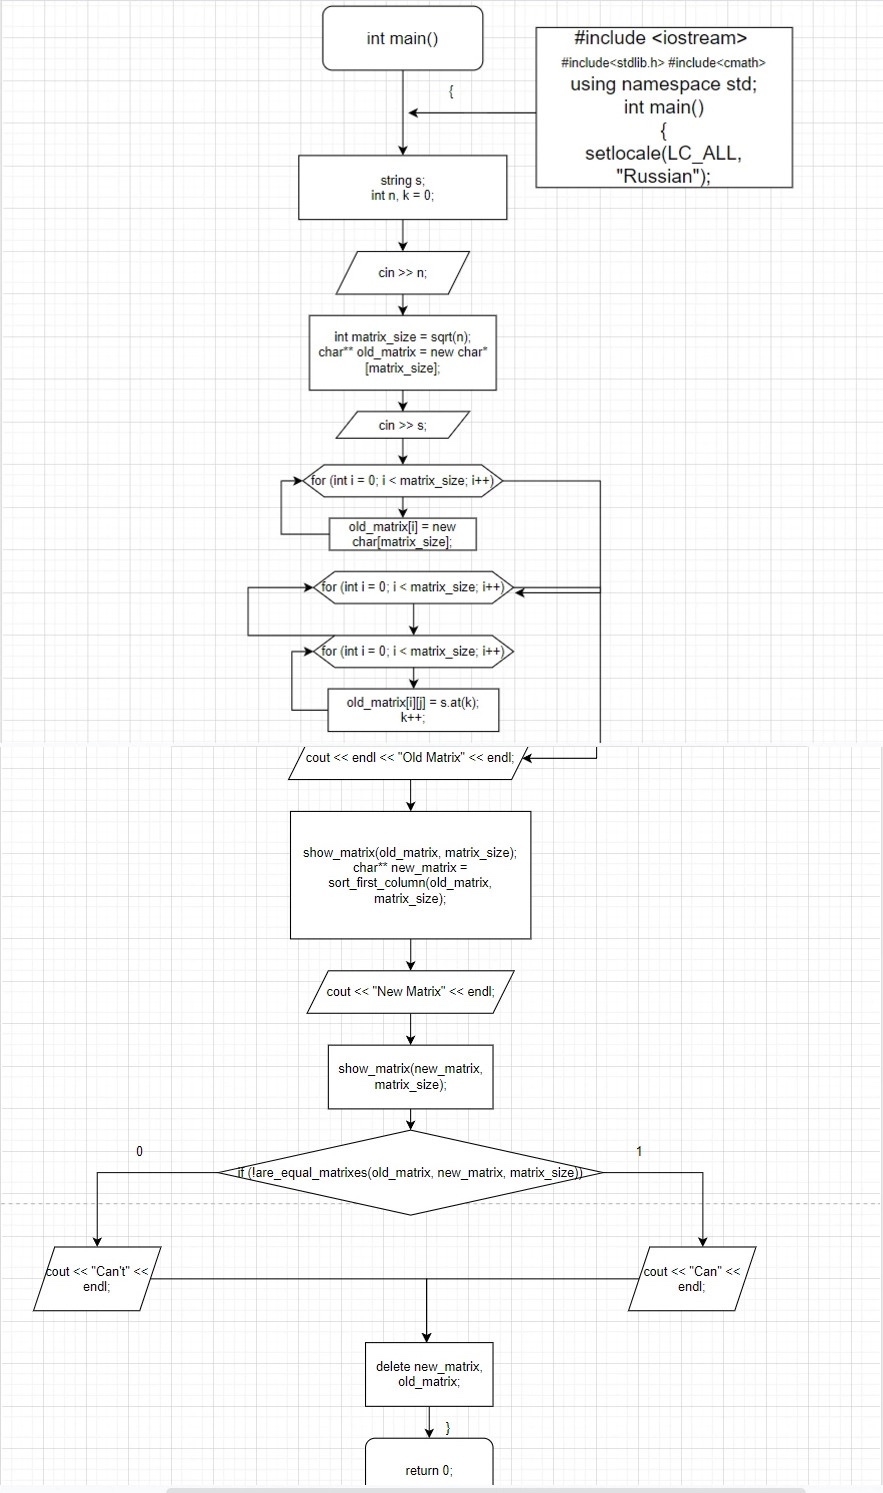 int main()
{
#include <iostream>
#include<stdlib.h> #include<cmath>
using namespace std;
int main()
{
setlocale(LC_ALL,
"Russian");
string s;
int n, k = 0;
cin >> n;
int matrix_size = sqrt(n);
char** old_matrix = new char*
[matrix_size];
cin >> s;
for (int i = 0; i < matrix_size; i++)
old_matrix[i] = new
char[matrix_size];
for (int i = 0; i < matrix_size; i++)
for (int i = 0; i < matrix_size; i++)
old_matrix[i][j] = s.at(k);
k++;
cout << endl << "Old Matrix" << endl;
show_matrix(old_matrix, matrix_size);
char** new_matrix =
sort_first_column(old_matrix,
matrix_size);
cout << "New Matrix" << endl;
show_matrix(new_matrix,
matrix_size);
0
1
if (!are_equal_matrixes(old_matrix, new_matrix, matrix_size))
cout << "Can't" <<
endl;
cout << "Can" <<
endl;
delete new_matrix,
old_matrix;
}
return 0;